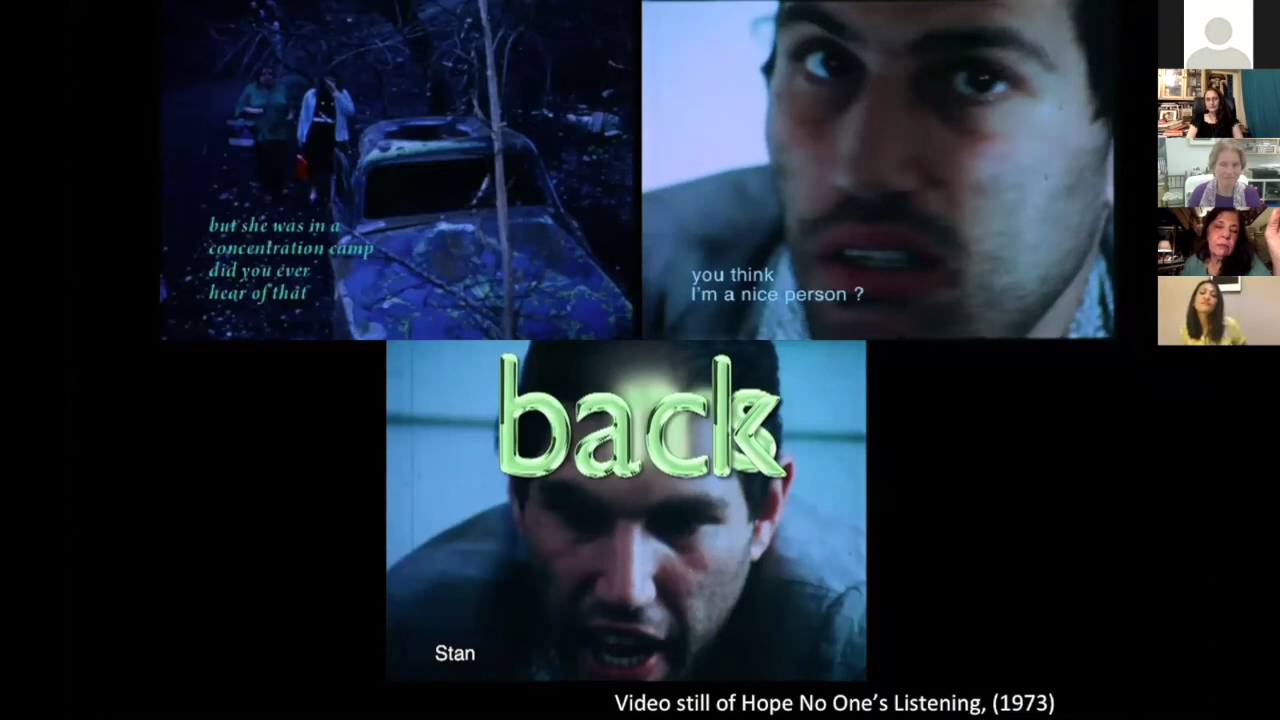 but she was in a
concentration camp
did you ever
hear of that
you think
I'm a nice person ?
back
Stan
Video still of Hope No One's Listening, (1973)